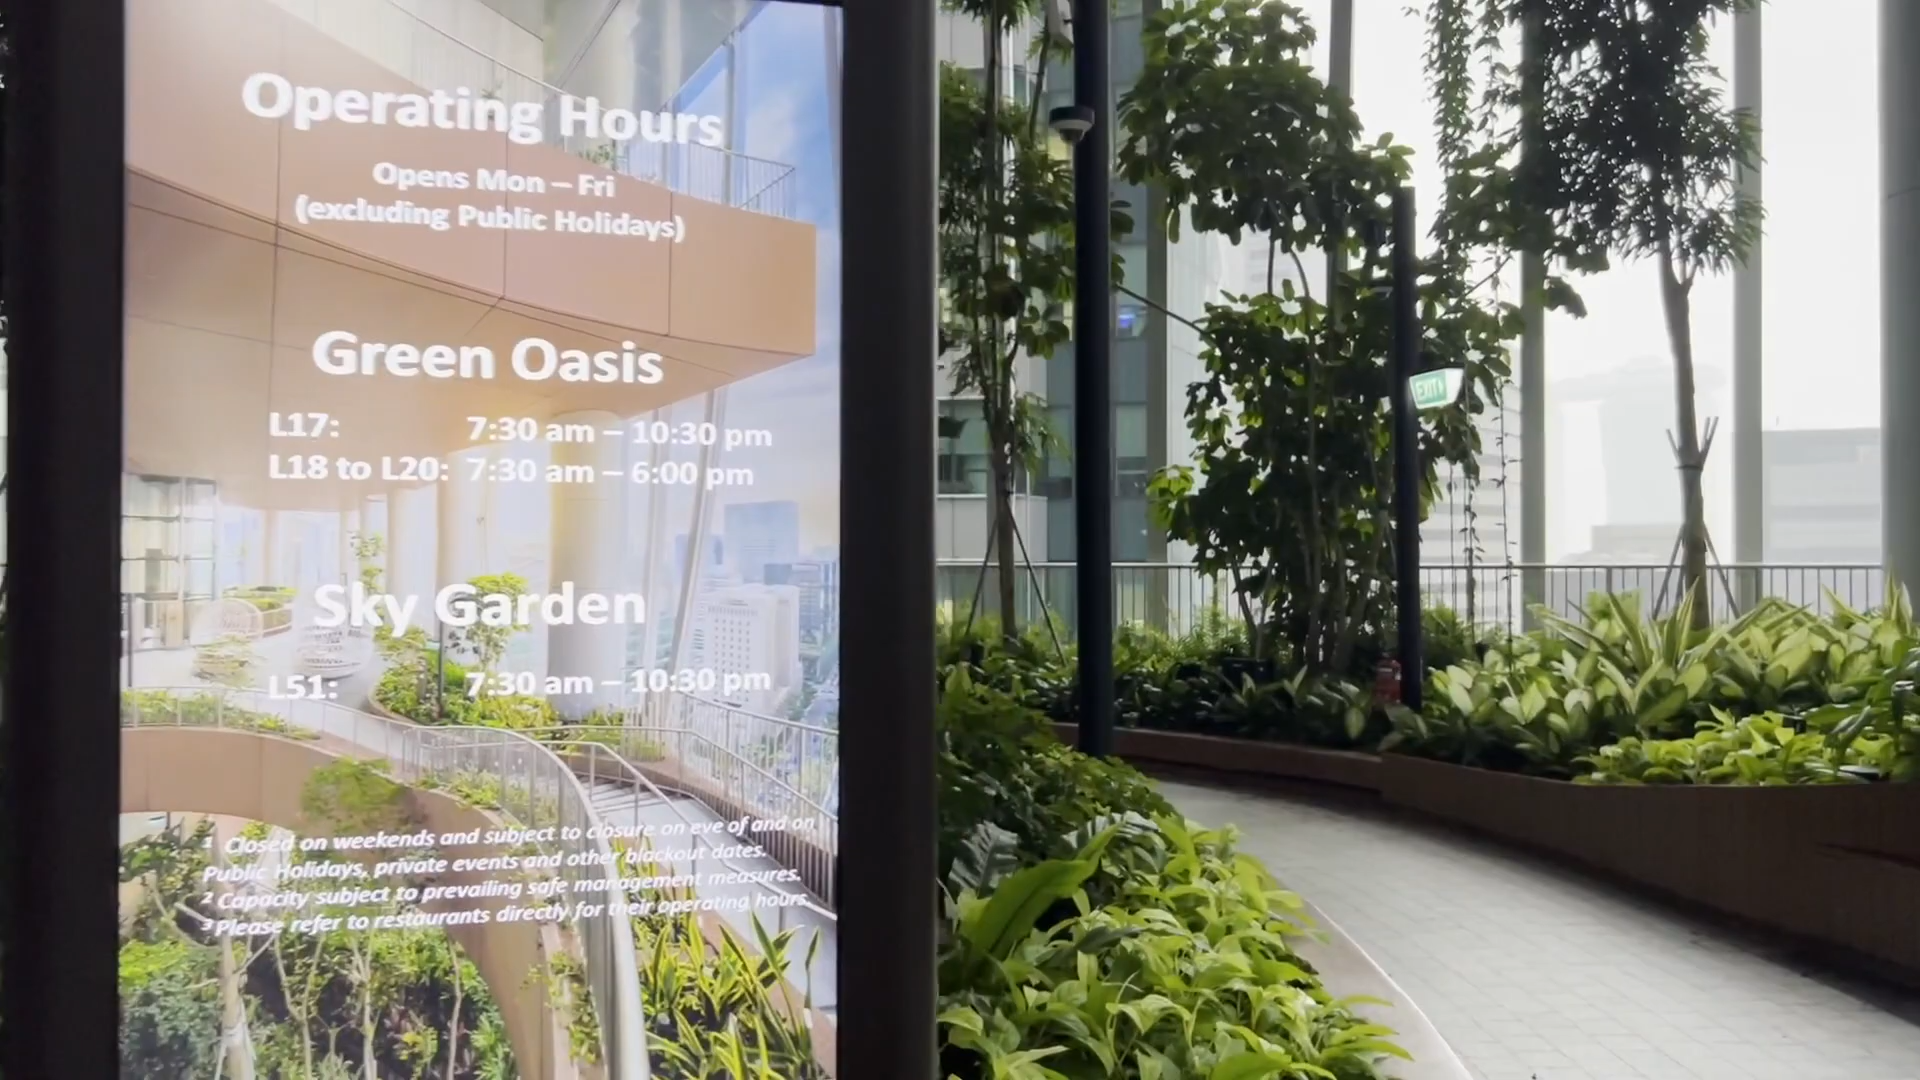 Operating Hours
Opens Mon – Fri
(excluding Public Holidays)
Green Oasis
L17: 7:30 am – 10:30 pm
L18 to L20: 7:30 am – 6:00 pm
Sky Garden
L51: 7:30 am – 10:30 pm
¹ Closed on weekends and subject to closure on eve of and on
Public Holidays, private events and other blackout dates.
² Capacity subject to prevailing safe management measures.
³ Please refer to restaurants directly for their operating hours.
EXIT